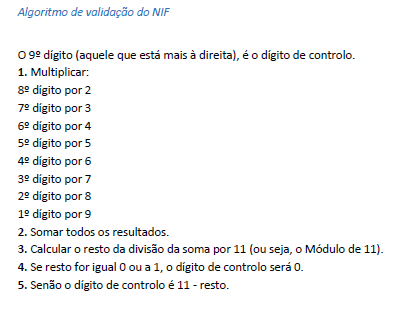 Algoritmo de validação do NIF
O 9º dígito (aquele que está mais à direita), é o dígito de controlo.
1. Multiplicar:
8º dígito por 2
7º dígito por 3
6º dígito por 4
5º dígito por 5
4º dígito por 6
3º dígito por 7
2º dígito por 8
1º dígito por 9
2. Somar todos os resultados.
3. Calcular o resto da divisão da soma por 11 (ou seja, o Módulo de 11).
4. Se resto for igual 0 ou a 1, o dígito de controlo será 0.
5. Senão o dígito de controlo é 11 - resto.